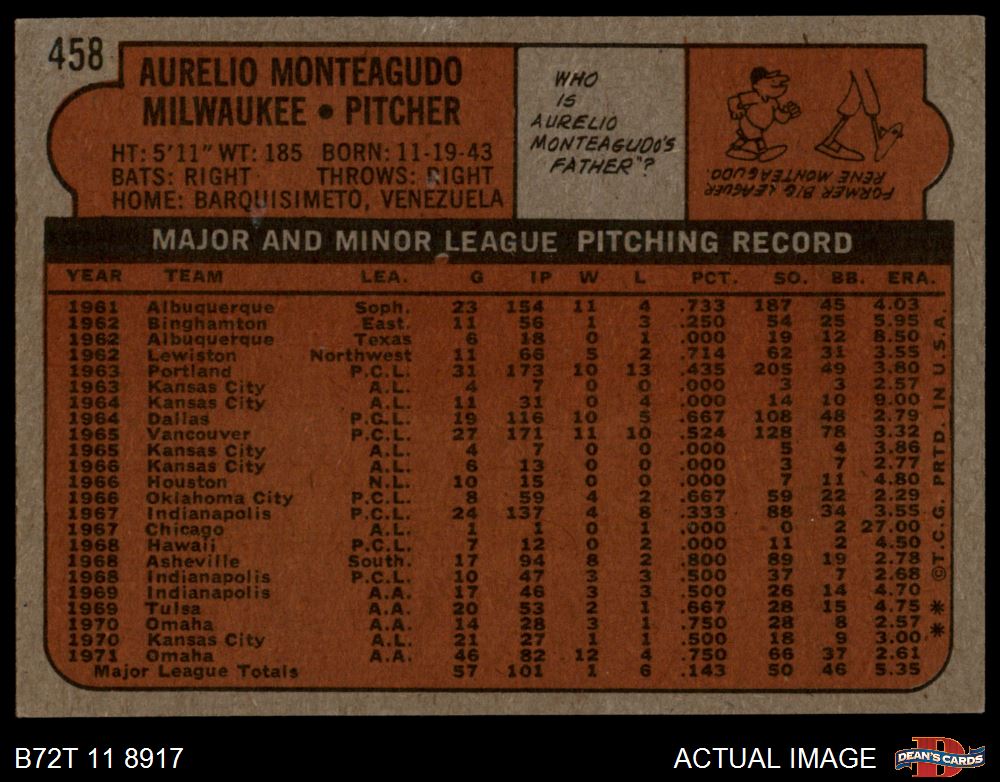 458
AURELIO MONTEAGUDO
MILWAUKEE • PITCHER
HT: 5'11" WT: 185 BORN: 11-19-43
BATS: RIGHT THROWS: RIGHT
HOME: BARQUISIMETO, VENEZUELA
WHO
IS
AURELIO
MONTEAGUDO'S
FATHER"?
FORMER BIG LEAGUER
RENE MONTEAGUDO.
MAJOR AND MINOR LEAGUE PITCHING RECORD
YEAR TEAM LEA. G IP W L PCT. SO. BB. ERA.
1961 Albuquerque Soph. 23 154 11 4 .733 187 45 4.03
1962 Binghamton East. 11 56 1 3 .250 54 25 5.95
1962 Albuquerque Texas 6 18 0 1 .000 19 12 8.50
1962 Lewiston Northwest 11 66 5 2 .714 62 31 3.55
1963 Portland P.C.L. 31 173 10 13 .435 205 49 3.80
1963 Kansas City A.L. 4 7 0 0 .000 3 3 2.57
1964 Kansas City A.L. 11 31 0 4 .000 14 10 9.00
1964 Dallas P.C.L. 19 116 10 5 .667 108 48 2.79
1965 Vancouver P.C.L. 27 171 11 10 .524 128 78 3.32
1965 Kansas City A.L. 4 7 0 0 .000 5 4 3.86
1966 Kansas City A.L. 6 13 0 0 .000 3 7 2.77
1966 Houston N.L. 10 15 0 0 .000 7 11 4.80
1966 Oklahoma City P.C.L. 8 59 4 2 .667 59 22 2.29
1967 Indianapolis P.C.L. 24 137 4 8 .333 88 34 3.55
1967 Chicago A.L. 1 1 0 1 .000 0 2 27.00
1968 Hawaii P.C.L. 7 12 0 2 .000 11 2 4.50
1968 Asheville South. 17 94 8 2 .800 89 19 2.78
1968 Indianapolis P.C.L. 10 47 3 3 .500 37 7 2.68
1969 Indianapolis A.A. 17 46 3 3 .500 26 14 4.70
1969 Tulsa A.A. 20 53 2 1 .667 28 15 4.75
1970 Omaha A.A. 14 28 3 1 .750 28 8 2.57
1970 Kansas City A.L. 21 27 1 1 .500 18 9 3.00
1971 Omaha A.A. 46 82 12 4 .750 66 37 2.61
Major League Totals 57 101 1 6 .143 50 46 5.35
**©T.C.G. PRTD. IN U.S.A.
B72T 11 8917
ACTUAL IMAGE
D
DEAN'S CARDS